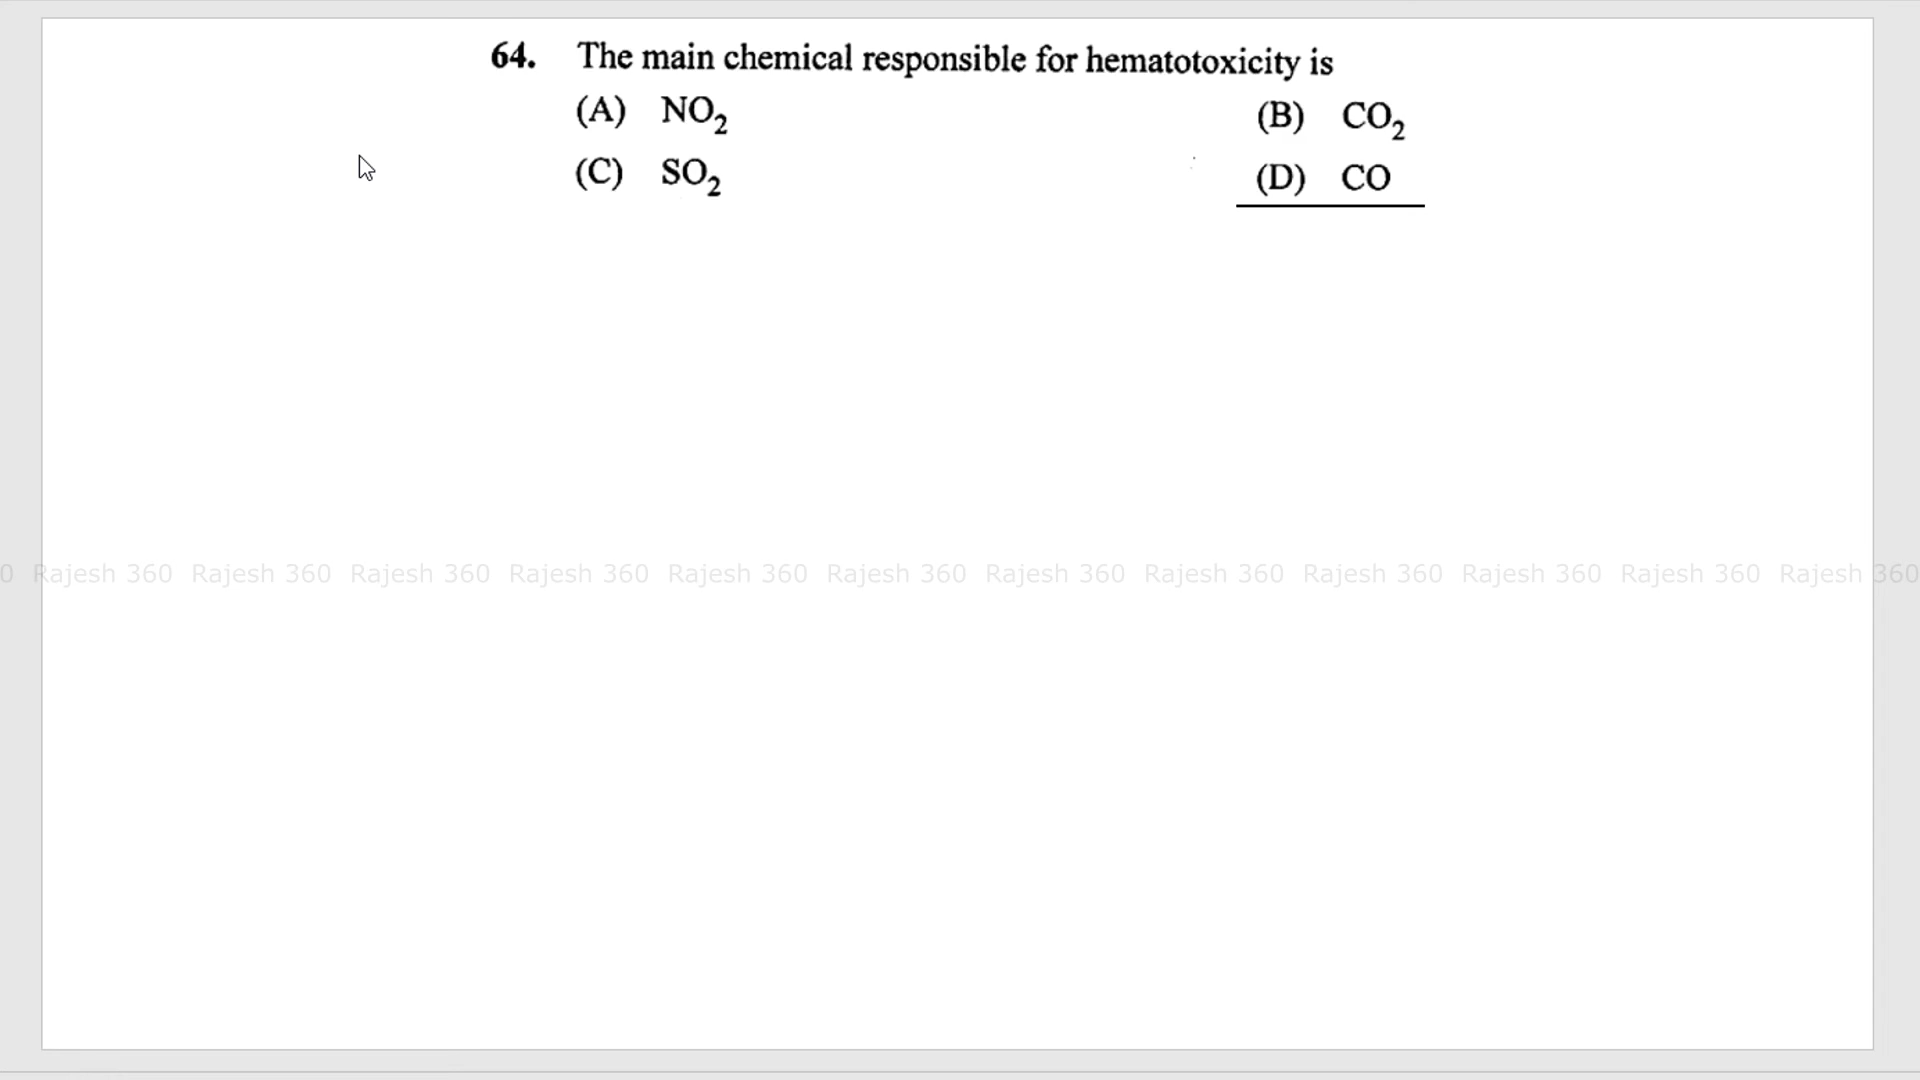 64. The main chemical responsible for hematotoxicity is
(A) NO₂ (B) CO₂
(C) SO₂ (D) CO
0 Rajesh 360 Rajesh 360 Rajesh 360 Rajesh 360 Rajesh 360 Rajesh 360 Rajesh 360 Rajesh 360 Rajesh 360 Rajesh 360 Rajesh 360 Rajesh 360